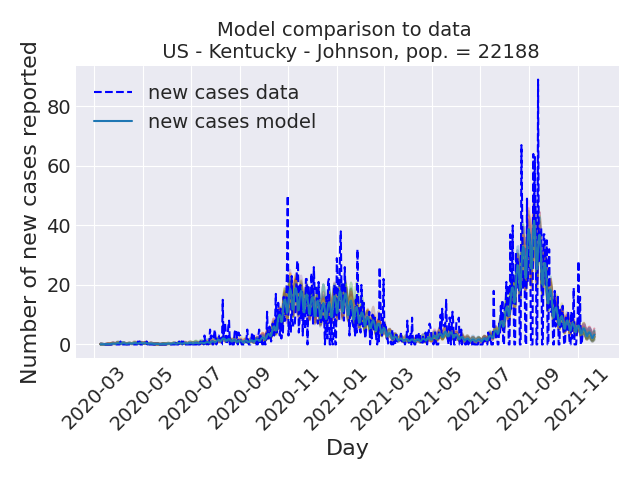 Model comparison to data
US - Kentucky - Johnson, pop. = 22188
Number of new cases reported
80
60
40
20
0
new cases data
new cases model
2020-03
2020-05
2020-07
2020-09
2020-11
2021-01
2021-03
2021-05
2021-07
2021-09
2021-11
Day